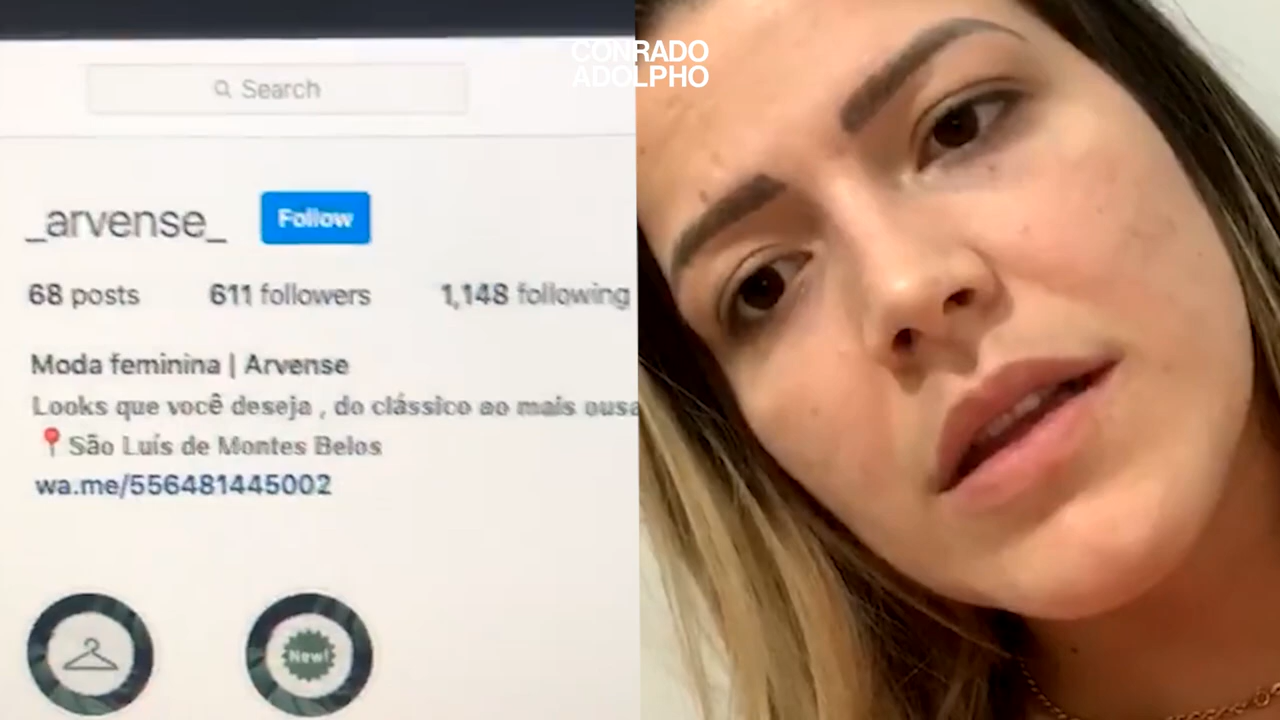 CONRADO
ADOLPHO
Search
_arvense_
Follow
68 posts 611 followers 1,148 following
Moda feminina | Arvense
Looks que você deseja , do clássico ao mais
📍São Luís de Montes Belos
wa.me/556481445002
New!